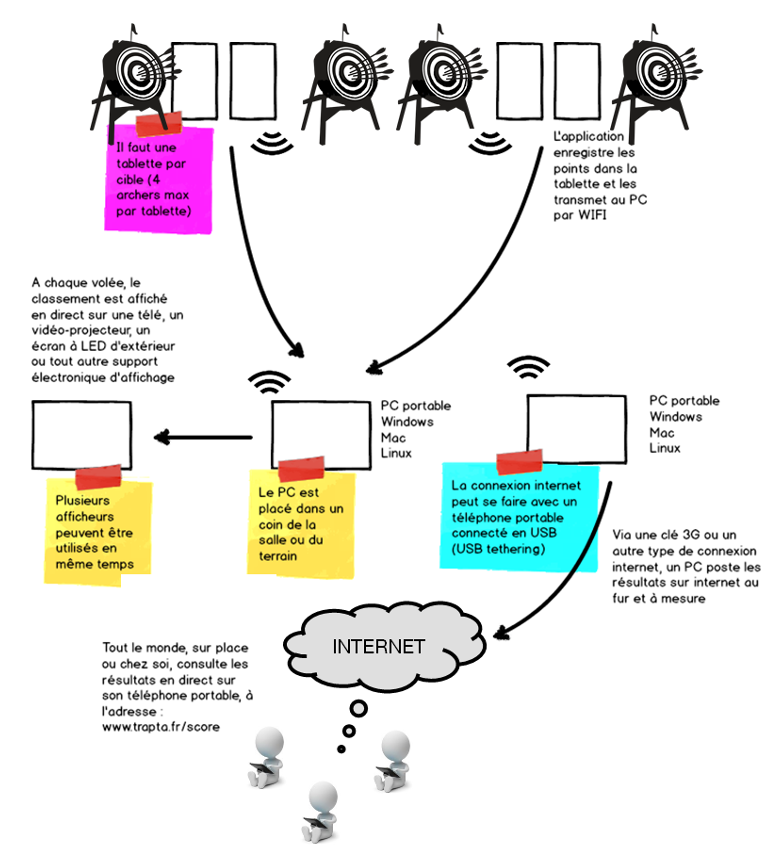 Il faut une
tablette par
cible (4
archers max
par tablette)
L'application
enregistre les
points dans la
tablette et les
transmet au PC
par WIFI
A chaque volée, le
classement est affiché
en direct sur une télé, un
vidéo-projecteur, un
écran à LED d'extérieur
ou tout autre support
électronique d'affichage
PC portable
Windows
Mac
Linux
PC portable
Windows
Mac
Linux
Plusieurs
afficheurs
peuvent être
utilisés en
même temps
Le PC est
placé dans un
coin de la
salle ou du
terrain
La connexion internet
peut se faire avec un
téléphone portable
connecté en USB
(USB tethering)
Via une clé 3G ou un
autre type de connexion
internet, un PC poste les
résultats sur internet au
fur et à mesure
INTERNET
Tout le monde, sur place
ou chez soi, consulte les
résultats en direct sur
son téléphone portable, à
l'adresse :
www.trapta.fr/score